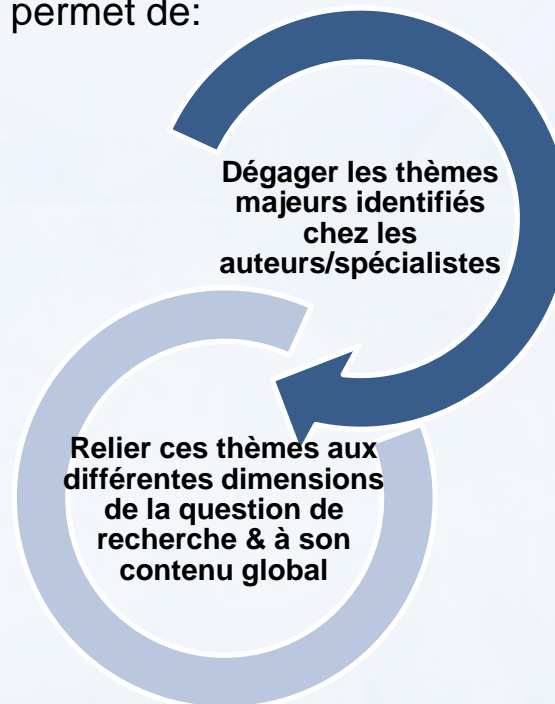 permet de:
Dégager les thèmes
majeurs identifiés
chez les
auteurs/spécialistes
Relier ces thèmes aux
différentes dimensions
de la question de
recherche & à son
contenu global